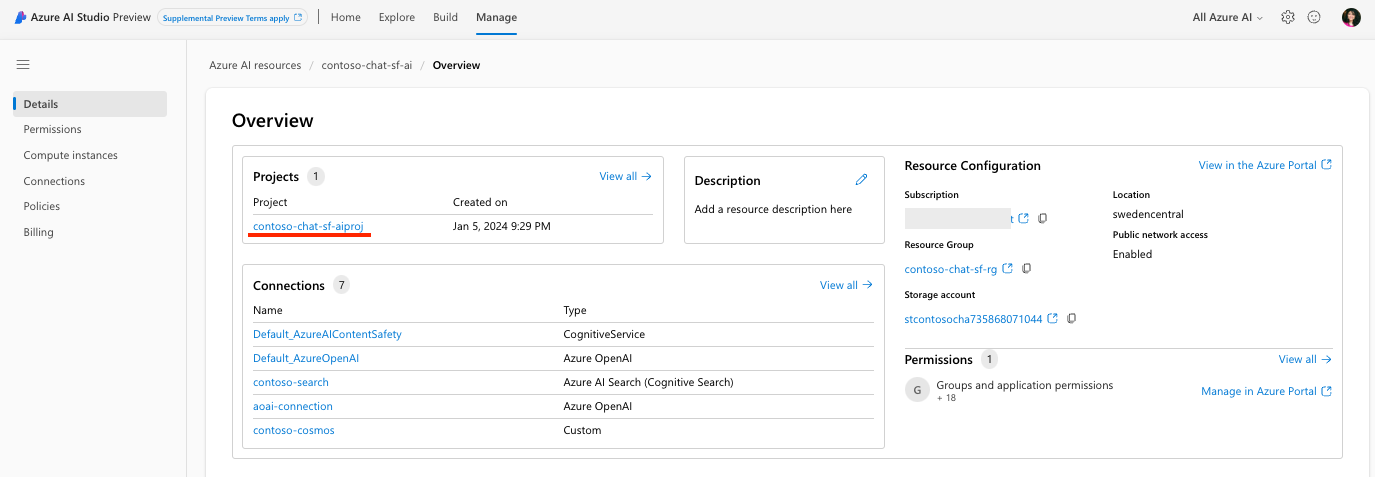 Azure AI Studio Preview Supplemental Preview Terms apply Home Explore Build Manage All Azure AI
Azure AI resources / contoso-chat-sf-ai / Overview
Details
Permissions
Compute instances
Connections
Policies
Billing
Overview
Projects 1 View all
Project Created on
contoso-chat-sf-aiproj Jan 5, 2024 9:29 PM
Description
Add a resource description here
Connections 7 View all
Name Type
Default_AzureAIContentSafety CognitiveService
Default_AzureOpenAI Azure OpenAI
contoso-search Azure AI Search (Cognitive Search)
aoai-connection Azure OpenAI
contoso-cosmos Custom
Resource Configuration View in the Azure Portal
Subscription
t
Resource Group
contoso-chat-sf-rg
Storage account
stcontosocha735868071044
Location
swedencentral
Public network access
Enabled
Permissions 1 View all
G Groups and application permissions
+ 18
Manage in Azure Portal